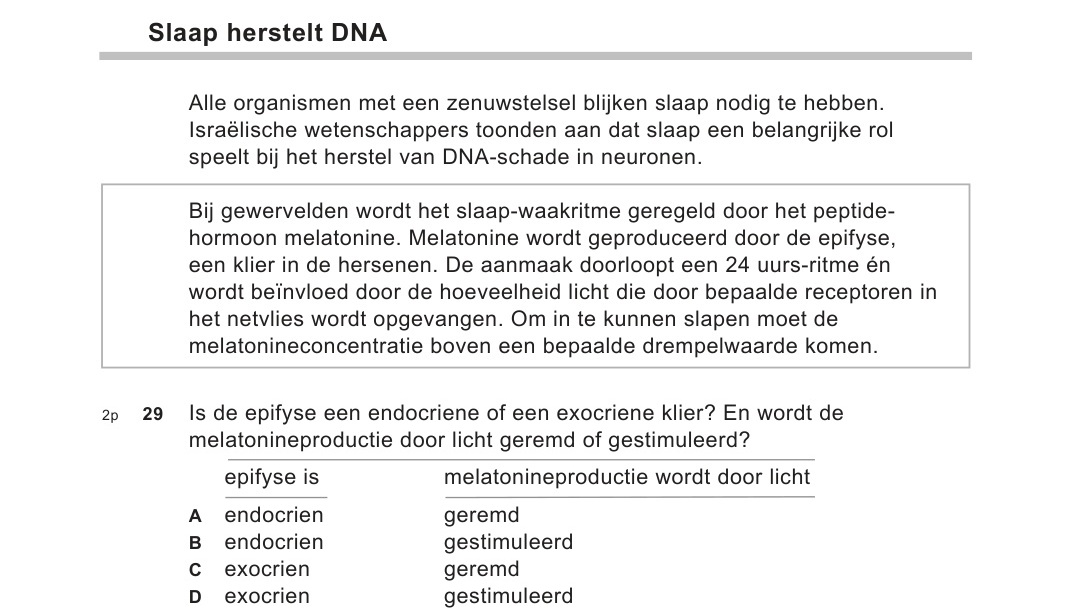 Slaap herstelt DNA
Alle organismen met een zenuwstelsel blijken slaap nodig te hebben.
Israëlische wetenschappers toonden aan dat slaap een belangrijke rol
speelt bij het herstel van DNA-schade in neuronen.
Bij gewervelden wordt het slaap-waakritme geregeld door het peptide-
hormoon melatonine. Melatonine wordt geproduceerd door de epifyse,
een klier in de hersenen. De aanmaak doorloopt een 24 uurs-ritme én
wordt beïnvloed door de hoeveelheid licht die door bepaalde receptoren in
het netvlies wordt opgevangen. Om in te kunnen slapen moet de
melatonineconcentratie boven een bepaalde drempelwaarde komen.
2p 29 Is de epifyse een endocriene of een exocriene klier? En wordt de
melatonineproductie door licht geremd of gestimuleerd?
epifyse is melatonineproductie wordt door licht
A endocrien geremd
B endocrien gestimuleerd
C exocrien geremd
D exocrien gestimuleerd